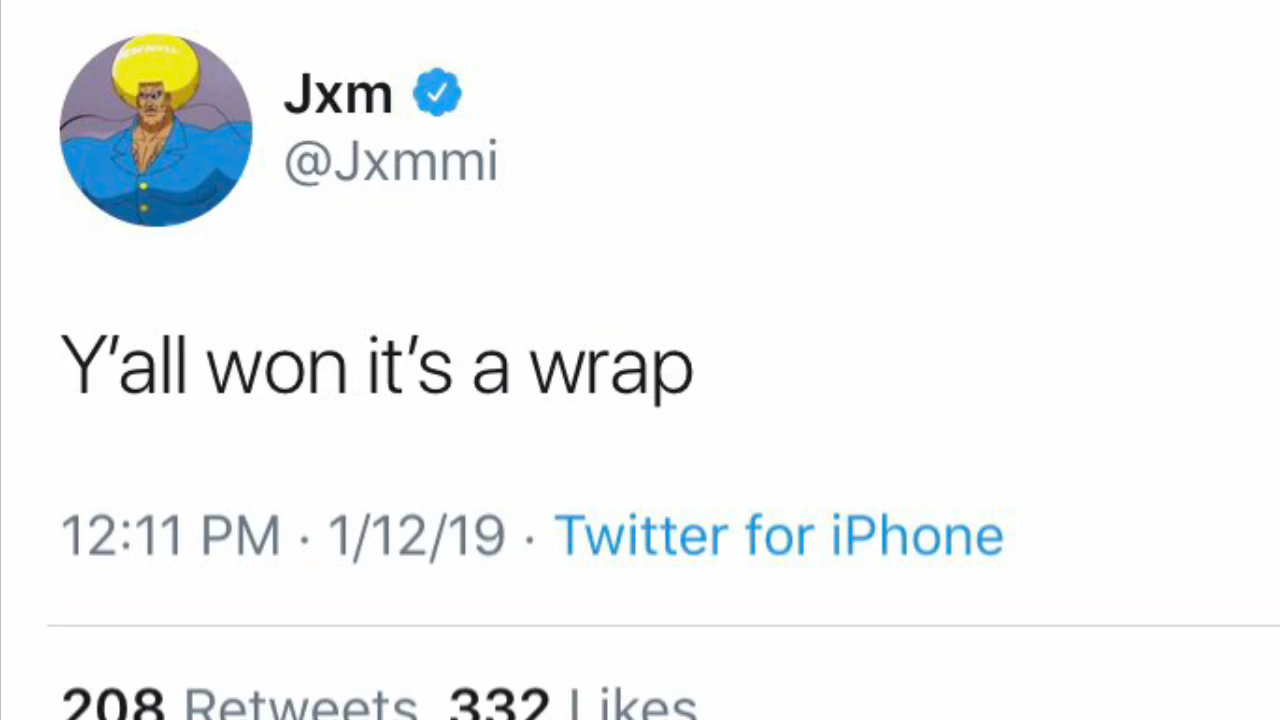 Jxm
@Jxmmi
Y'all won it's a wrap
12:11 PM · 1/12/19 · Twitter for iPhone
208 Retweets 332 Likes